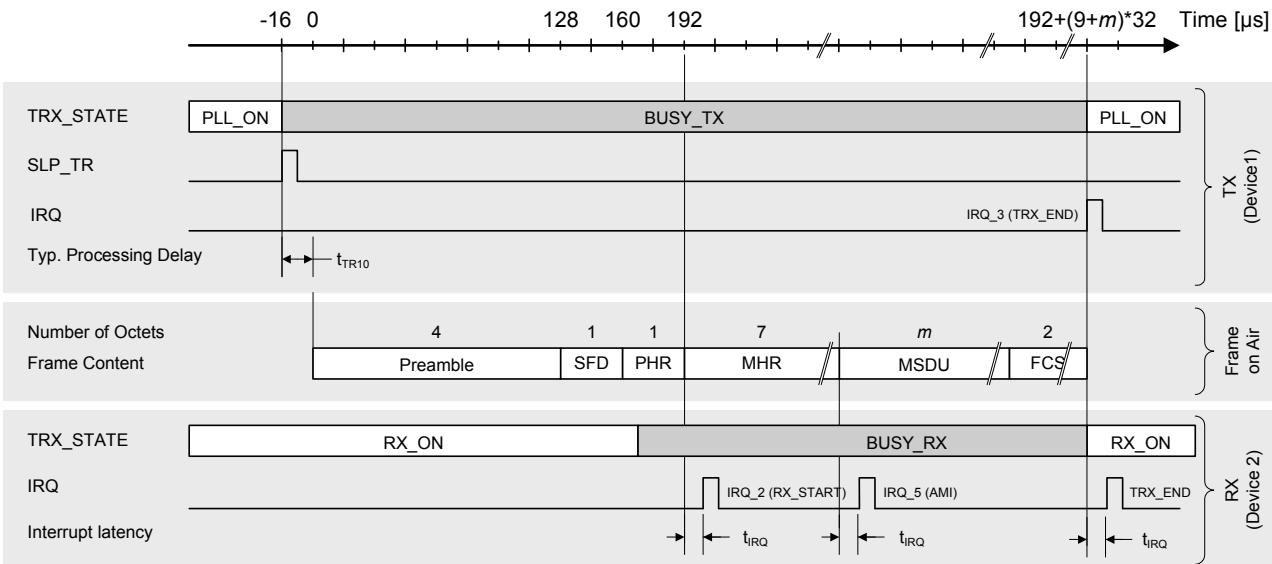 -16 0 128 160 192 192+(9+m)*32 Time [µs]
TRX_STATE PLL_ON BUSY_TX PLL_ON
SLP_TR
IRQ IRQ_3 (TRX_END)
Typ. Processing Delay tTR10
TX
(Device1)
Number of Octets 4 1 1 7 m 2
Frame Content Preamble SFD PHR MHR MSDU FCS
Frame
on Air
TRX_STATE RX_ON BUSY_RX RX_ON
IRQ IRQ_2 (RX_START) IRQ_5 (AMI) TRX_END
Interrupt latency tIRQ tIRQ tIRQ
RX
(Device 2)